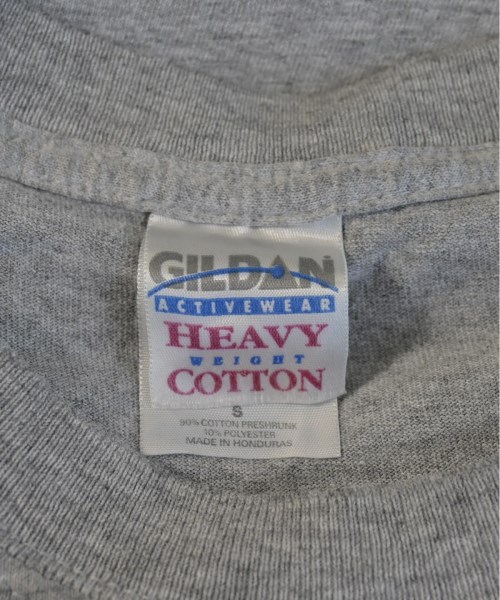 GILDAN
ACTIVEWEAR
HEAVY
WEIGHT
COTTON
S
90% COTTON PRESHRUNK
10% POLYESTER
MADE IN HONDURAS